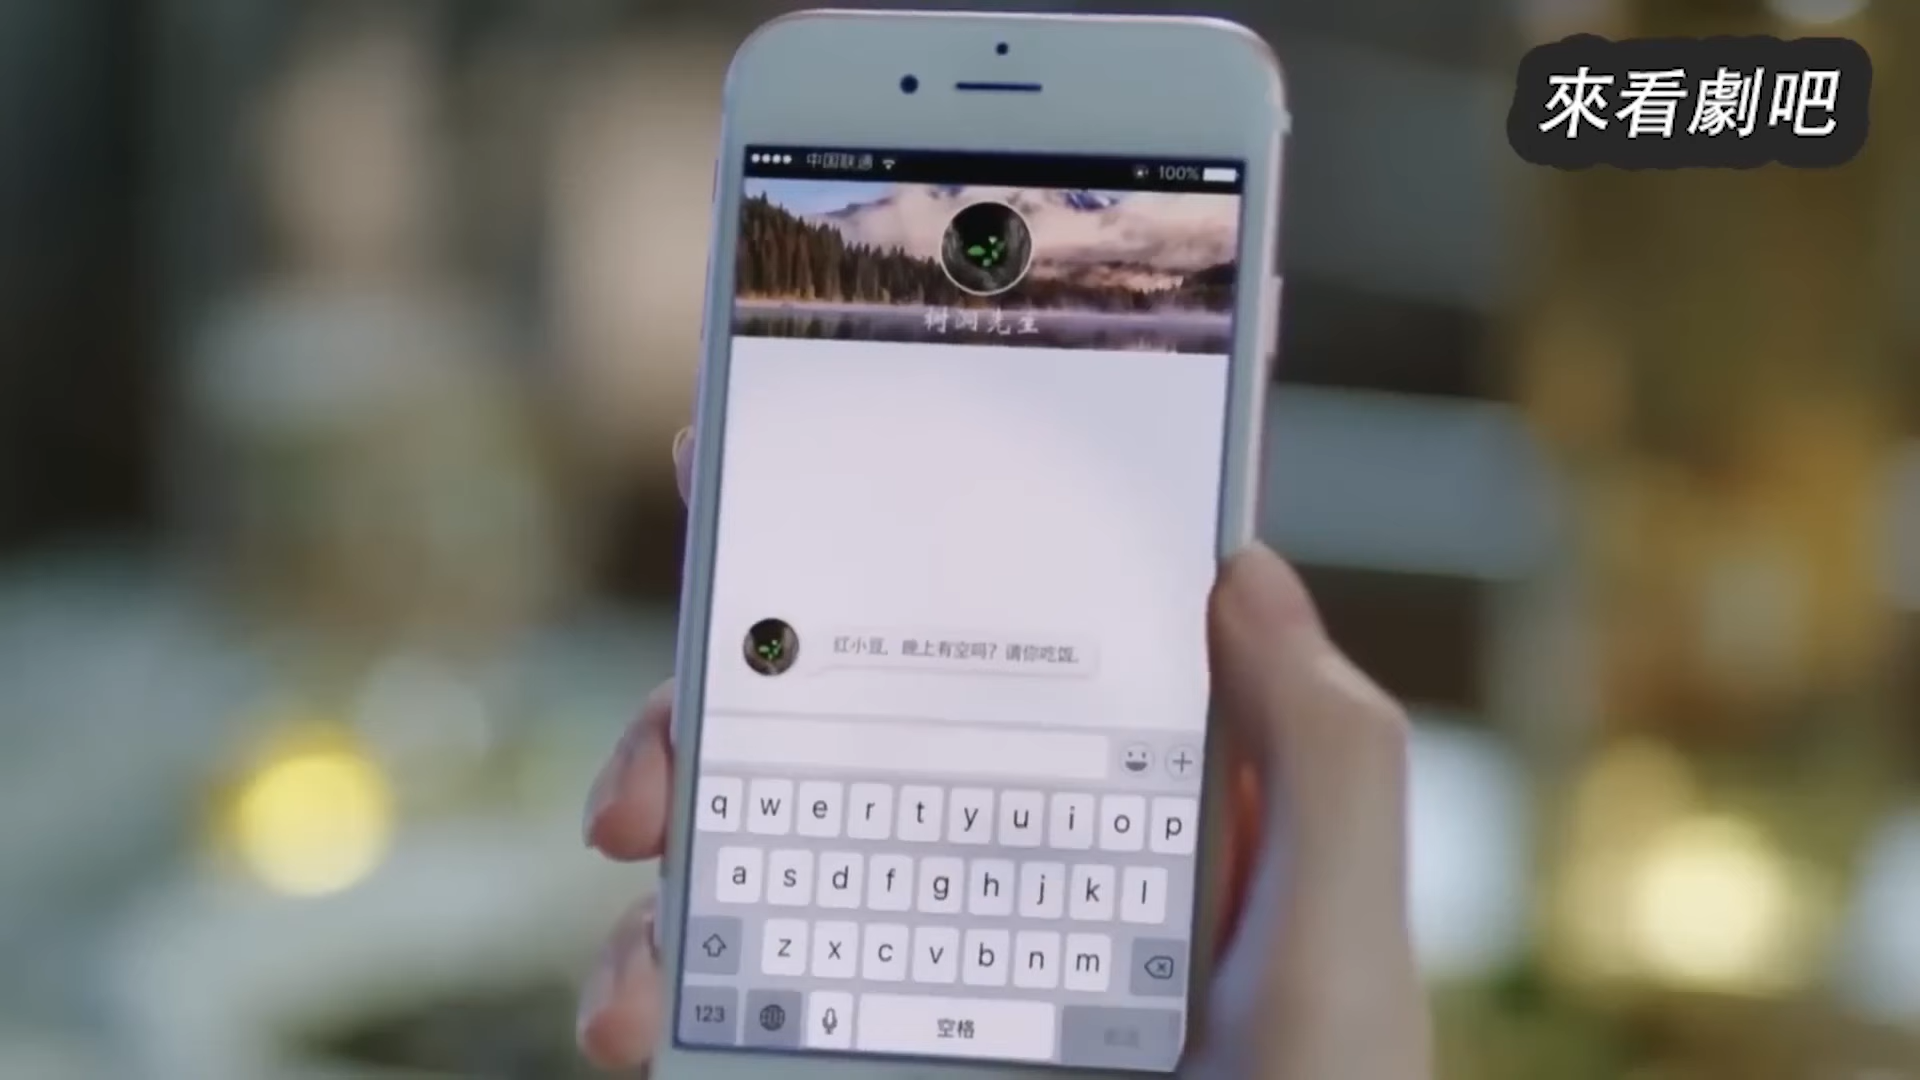 來看劇吧
中国联通
100%
树洞先生
红小豆，晚上有空吗？请你吃饭。
q w e r t y u i o p
a s d f g h j k l
z x c v b n m
123
空格